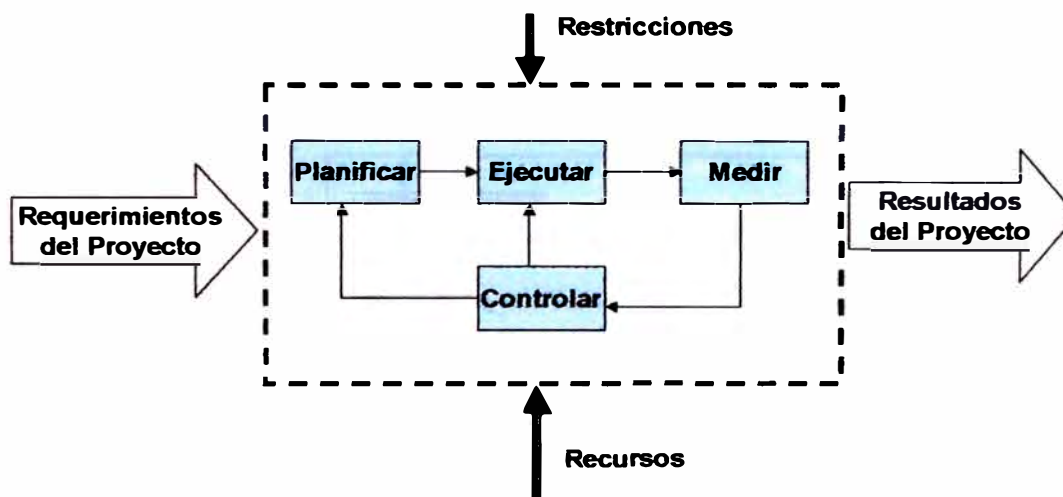 Restricciones
Planificar
Ejecutar
Medir
Requerimientos
del Proyecto
Resultados
del Proyecto
Controlar
Recursos